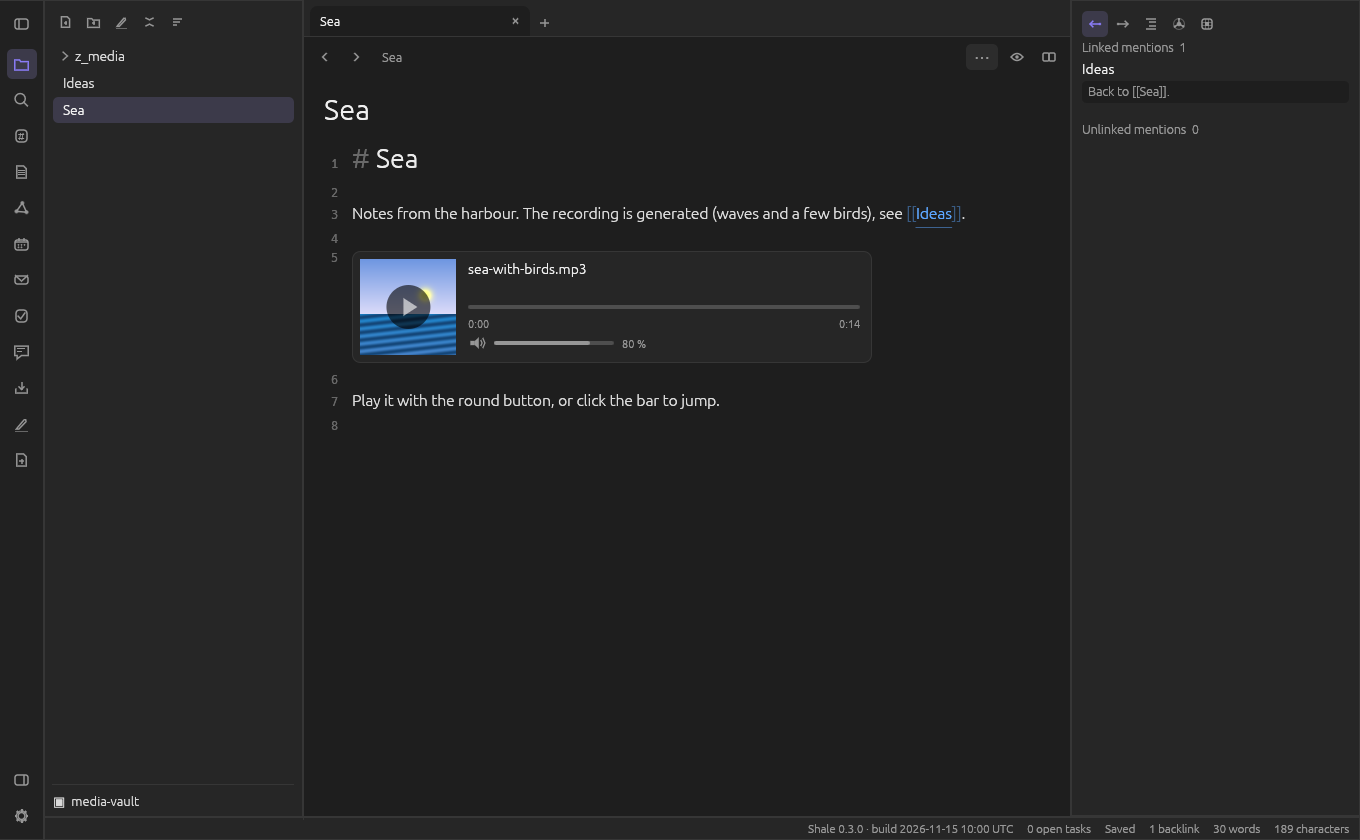 z_media
Ideas
Sea
media-vault
Sea
Sea
Sea
1 # Sea
2
3 Notes from the harbour. The recording is generated (waves and a few birds), see [[Ideas]].
4
5
sea-with-birds.mp3
0:00 0:14
80 %
6
7 Play it with the round button, or click the bar to jump.
8
Linked mentions 1
Ideas
Back to [[Sea]].
Unlinked mentions 0
Shale 0.3.0 · build 2026-11-15 10:00 UTC 0 open tasks Saved 1 backlink 30 words 189 characters